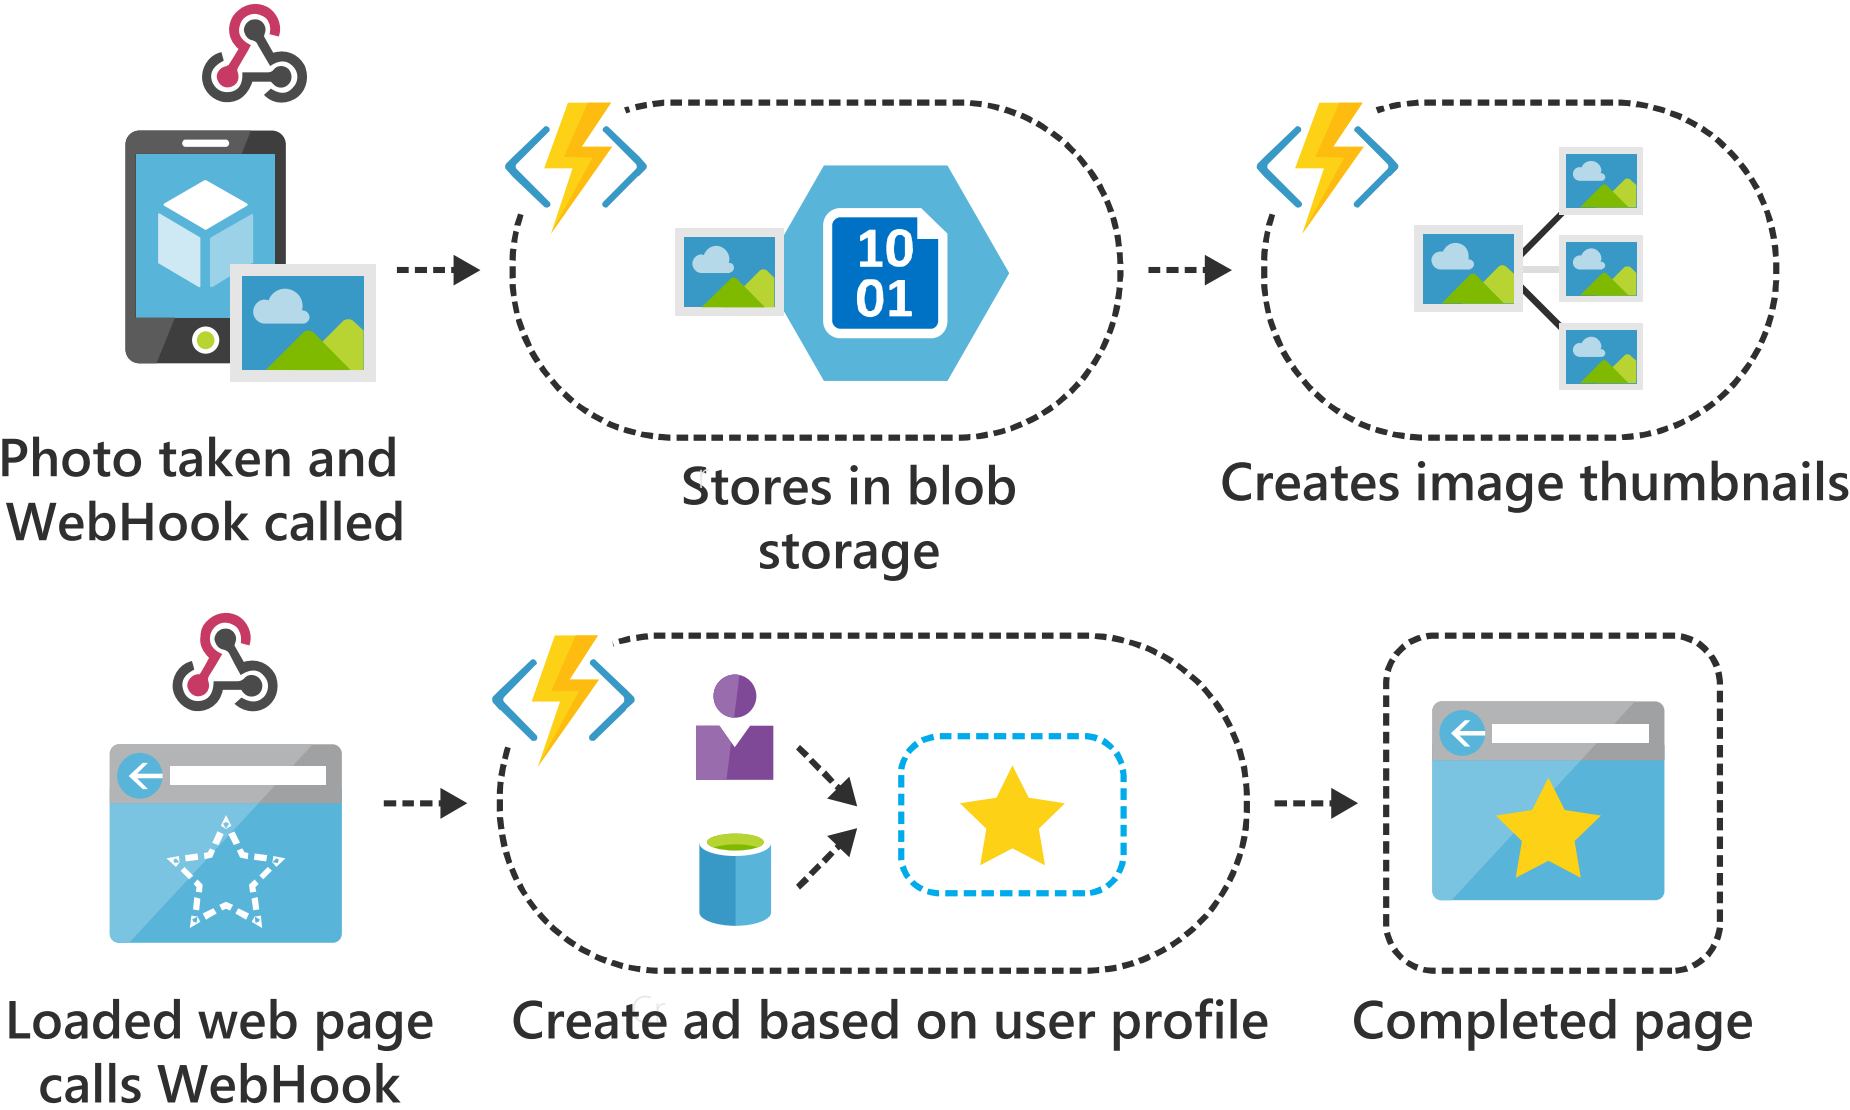 10
01
Photo taken and
WebHook called
Stores in blob
storage
Creates image thumbnails
Loaded web page
calls WebHook
Create ad based on user profile
Completed page